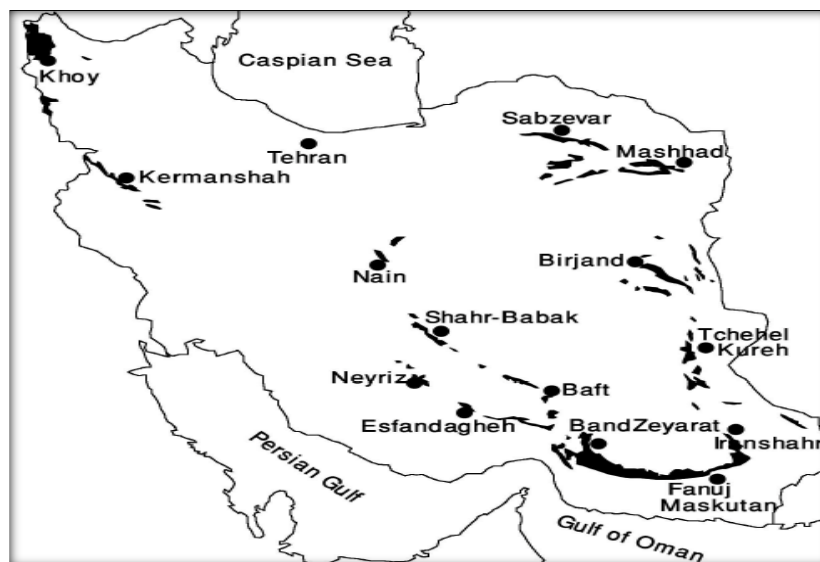 Caspian Sea
Khoy
Sabzevar
Tehran
Mashhad
Kermanshah
Nain
Birjand
Shahr-Babak
Tchehel
Kureh
Neyriz
Baft
Esfandagheh
BandZeyarat
Iranshahr
Persian Gulf
Fanuj
Maskutan
Gulf of Oman